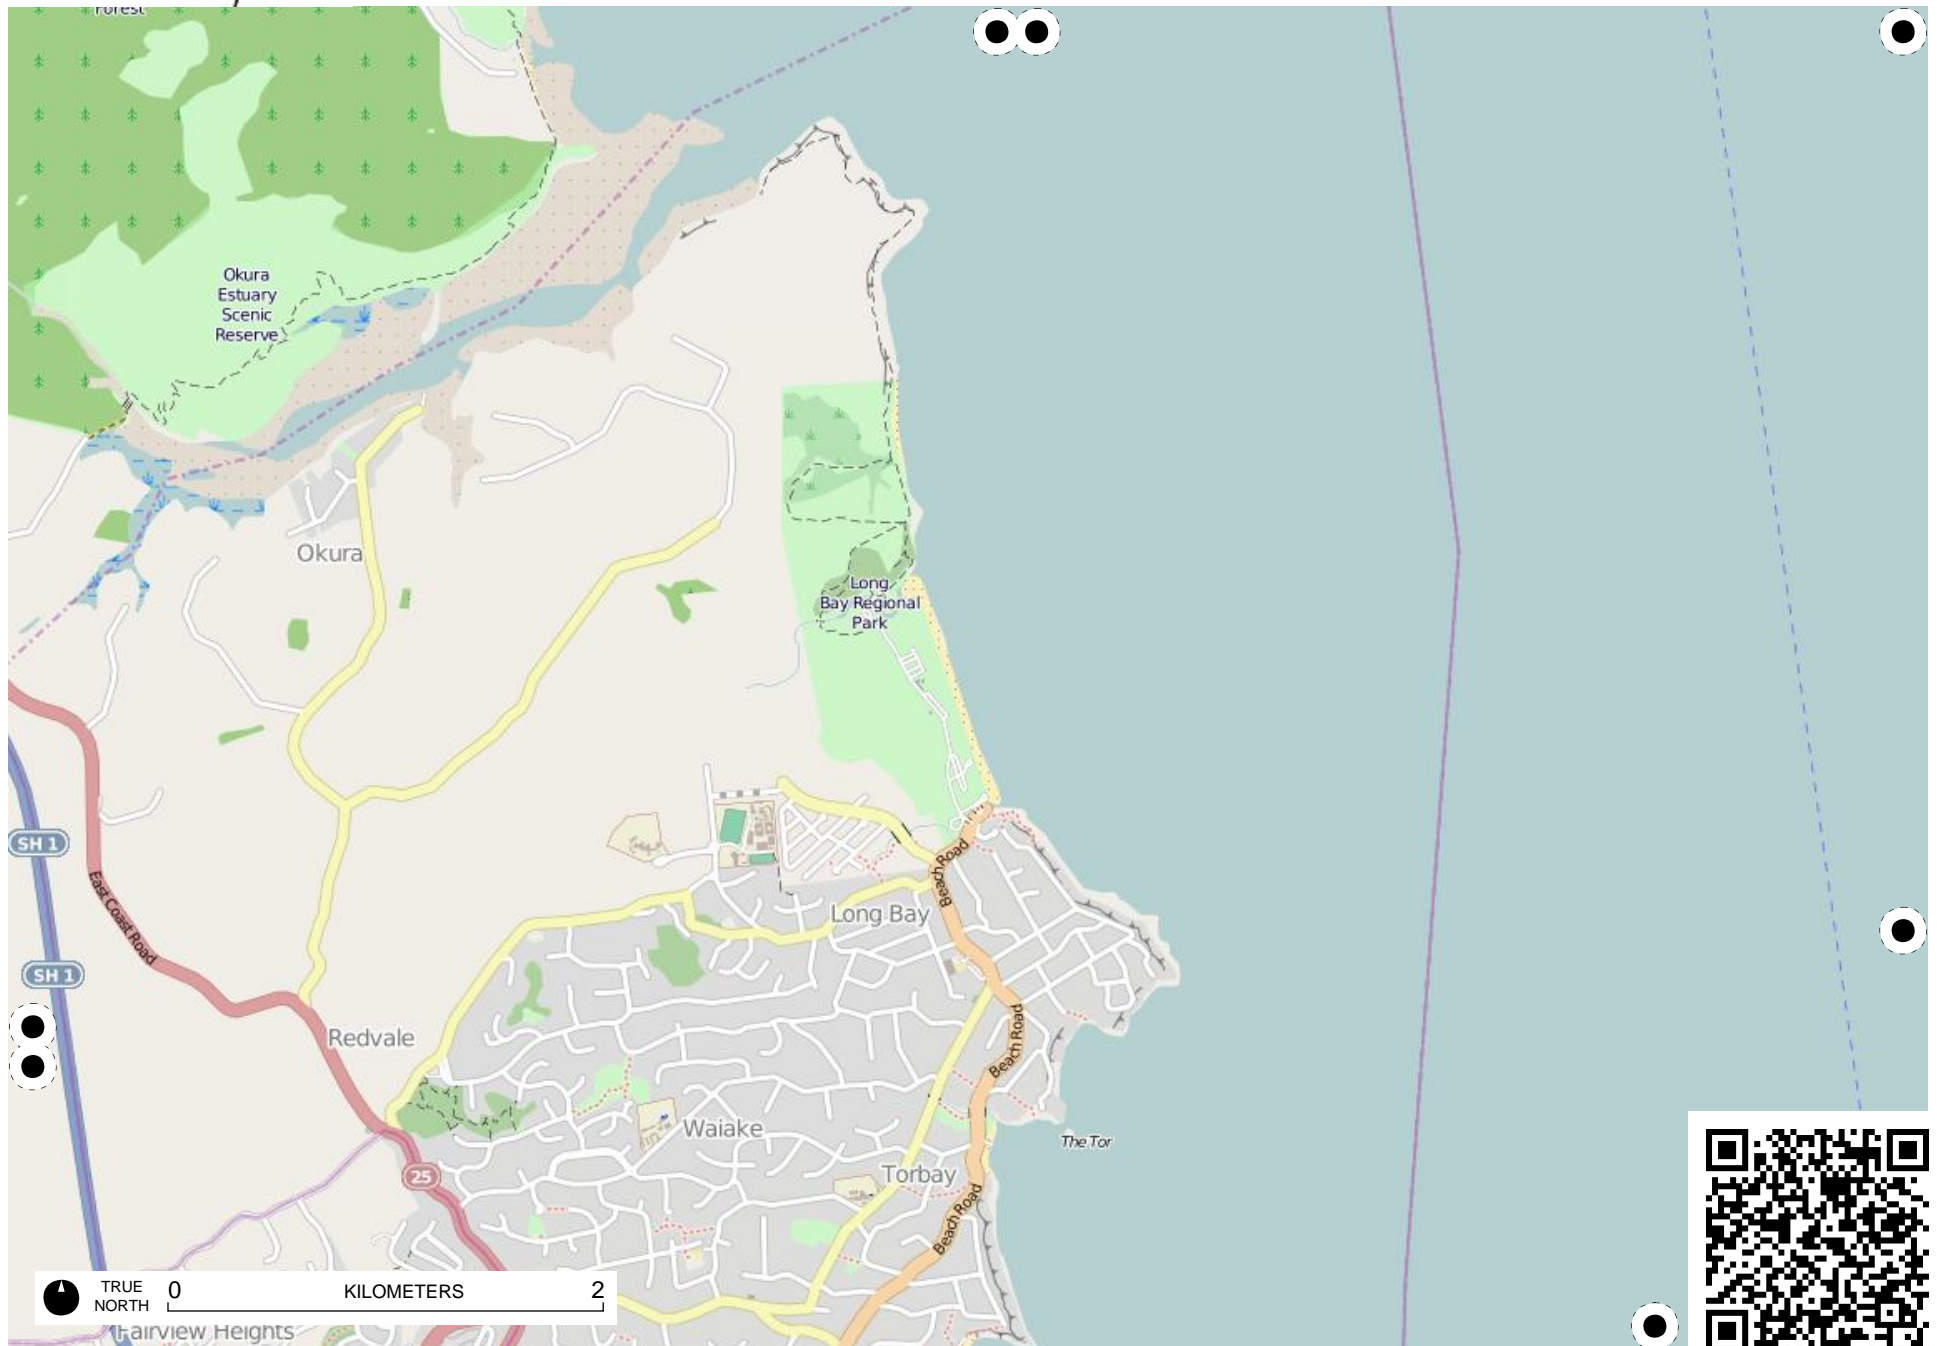 Forest
Okura
Estuary
Scenic
Reserve
Okura
Long
Bay Regional
Park
SH 1
East Coast Road
Beach Road
Long Bay
SH 1
Redvale
Beach Road
Waiake
The Tor
25
Torbay
Beach Road
TRUE
NORTH
0 KILOMETERS 2
Fairview Heights